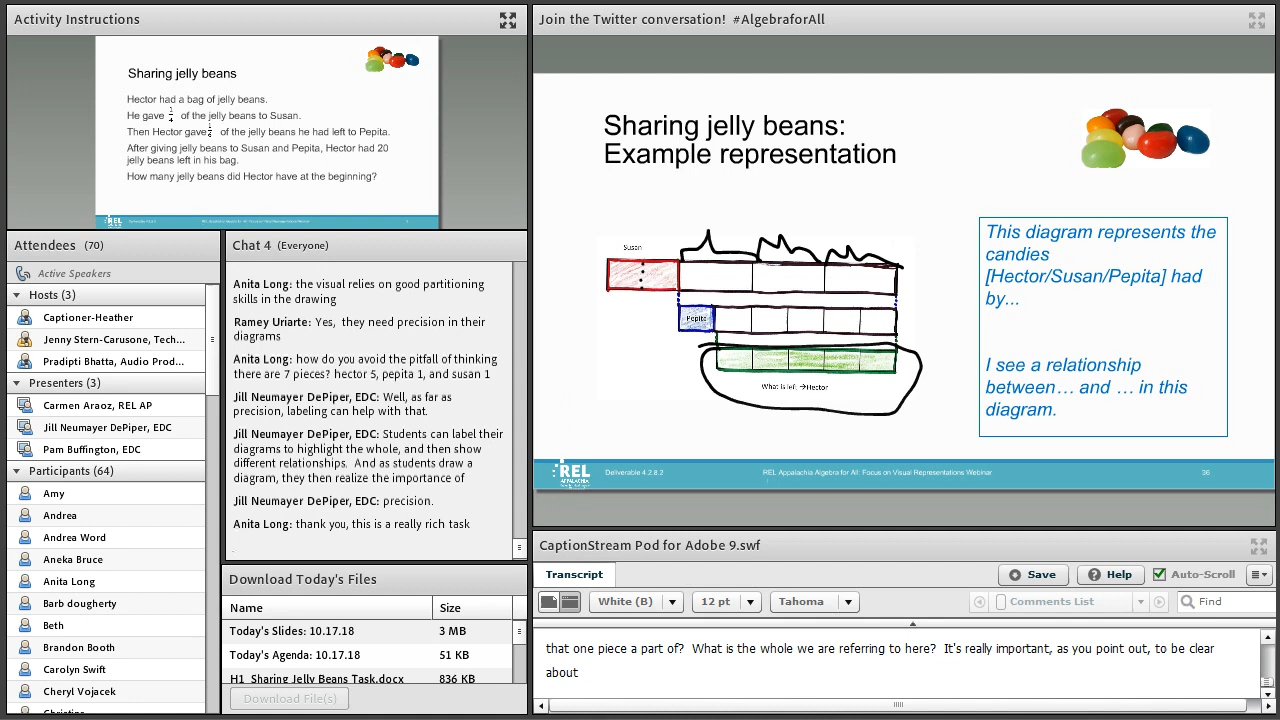 Activity Instructions
Sharing jelly beans
Hector had a bag of jelly beans.
He gave 1/4 of the jelly beans to Susan.
Then Hector gave of the jelly beans he had left to Pepita.
After giving jelly beans to Susan and Pepita, Hector had 20
jelly beans left in his bag.
How many jelly beans did Hector have at the beginning?
REL
Attendees (70)
Active Speakers
Hosts (3)
Captioner-Heather
Jenny Stern-Carusone, Tech...
Pradipti Bhatta, Audio Prod...
Presenters (3)
Carmen Araoz, REL AP
Jill Neumayer DePiper, EDC
Pam Buffington, EDC
Participants (64)
Amy
Andrea
Andrea Word
Aneka Bruce
Anita Long
Barb dougherty
Beth
Brandon Booth
Carolyn Swift
Cheryl Vojacek
Chat 4 (Everyone)
Anita Long: the visual relies on good partitioning
skills in the drawing
Ramey Uriarte: Yes, they need precision in their
diagrams
Anita Long: how do you avoid the pitfall of thinking
there are 7 pieces? hector 5, pepita 1, and susan 1
Jill Neumayer DePiper, EDC: Well, as far as
precision, labeling can help with that.
Jill Neumayer DePiper, EDC: Students can label their
diagrams to highlight the whole, and then show
different relationships. And as students draw a
diagram, they then realize the importance of
Jill Neumayer DePiper, EDC: precision.
Anita Long: thank you, this is a really rich task
Download Today's Files
Name Size
Today's Slides: 10.17.18 3 MB
Today's Agenda: 10.17.18 51 KB
H1_Sharing Jelly Beans Task.docx 836 KB
Download File(s)
Join the Twitter conversation! #AlgebraforAll
Sharing jelly beans:
Example representation
Susan
Pepita
What is left →Hector
This diagram represents the
candies
[Hector/Susan/Pepita] had
by...
I see a relationship
between… and … in this
diagram.
REL
APPALACHIA
Deliverable 4.2.8.2
REL Appalachia Algebra for All: Focus on Visual Representations Webinar
36
CaptionStream Pod for Adobe 9.swf
Transcript
Save
Help
Auto-Scroll
White (B)
12 pt
Tahoma
Comments List
Find
that one piece a part of? What is the whole we are referring to here? It's really important, as you point out, to be clear
about